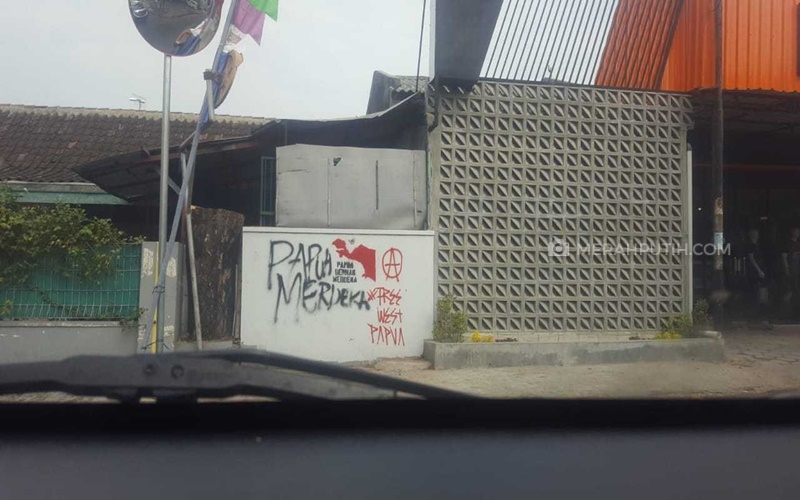 PAPUA
MERDEKA
PAPUA
MERDEKA
Ⓐ
#FREE
WEST
PAPUA
MERAHPUTIH.COM